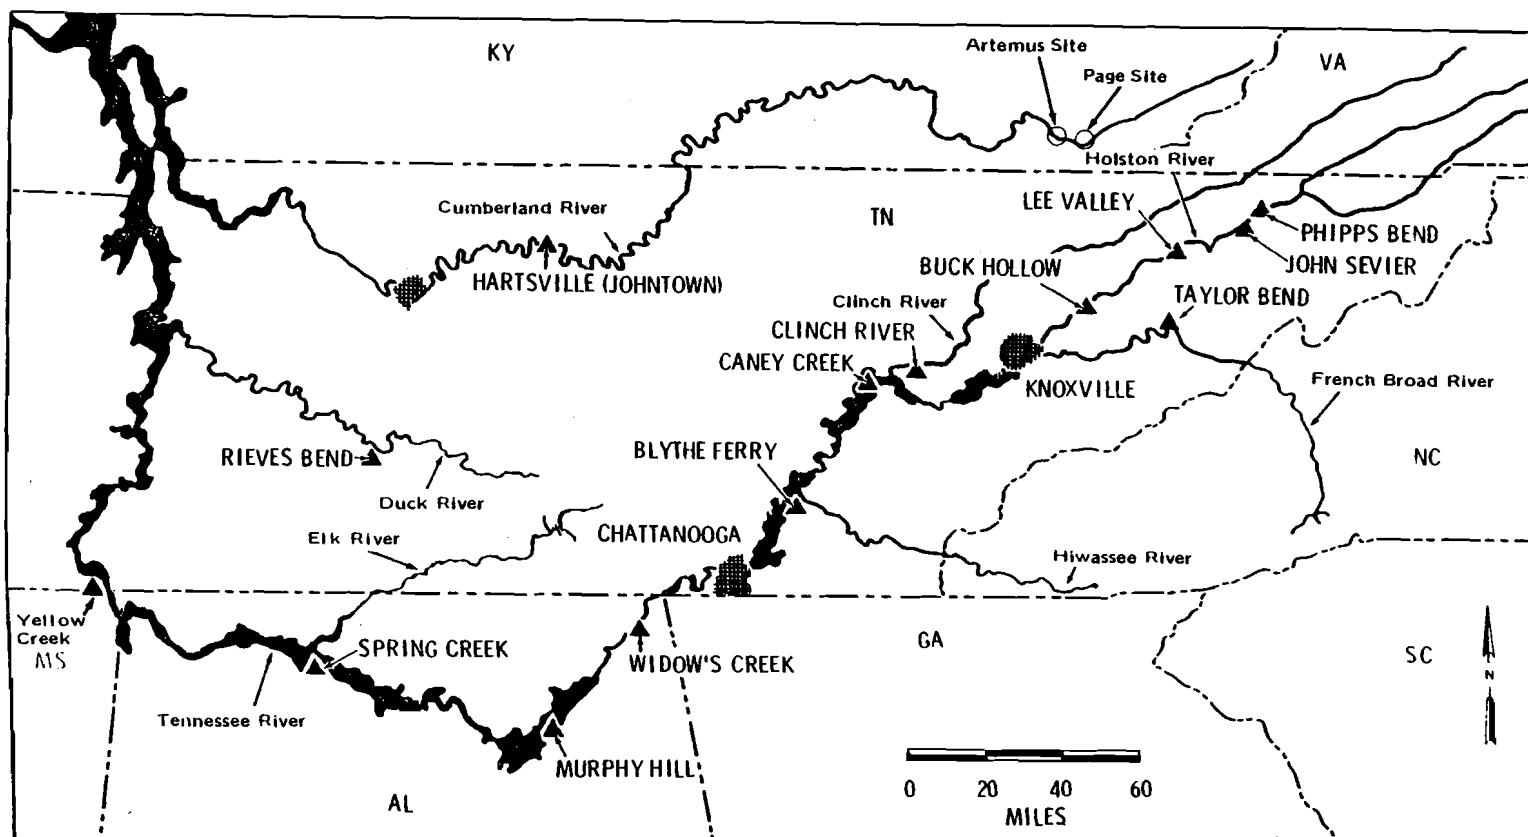 KY
Artemus Site
VA
Page Site
Holston River
LEE VALLEY
Cumberland River
TN
PHIPPS BEND
BUCK HOLLOW
JOHN SEVIER
HARTSVILLE (JOHNTOWN)
Clinch River
TAYLOR BEND
CLINCH RIVER
CANEY CREEK
KNOXVILLE
French Broad River
RIEVES BEND
BLYTHE FERRY
NC
Duck River
Elk River
CHATTANOOGA
Hiwassee River
Yellow
Creek
MS
SPRING CREEK
WIDOW'S CREEK
GA
SC
N
Tennessee River
MURPHY HILL
AL
0 20 40 60
MILES